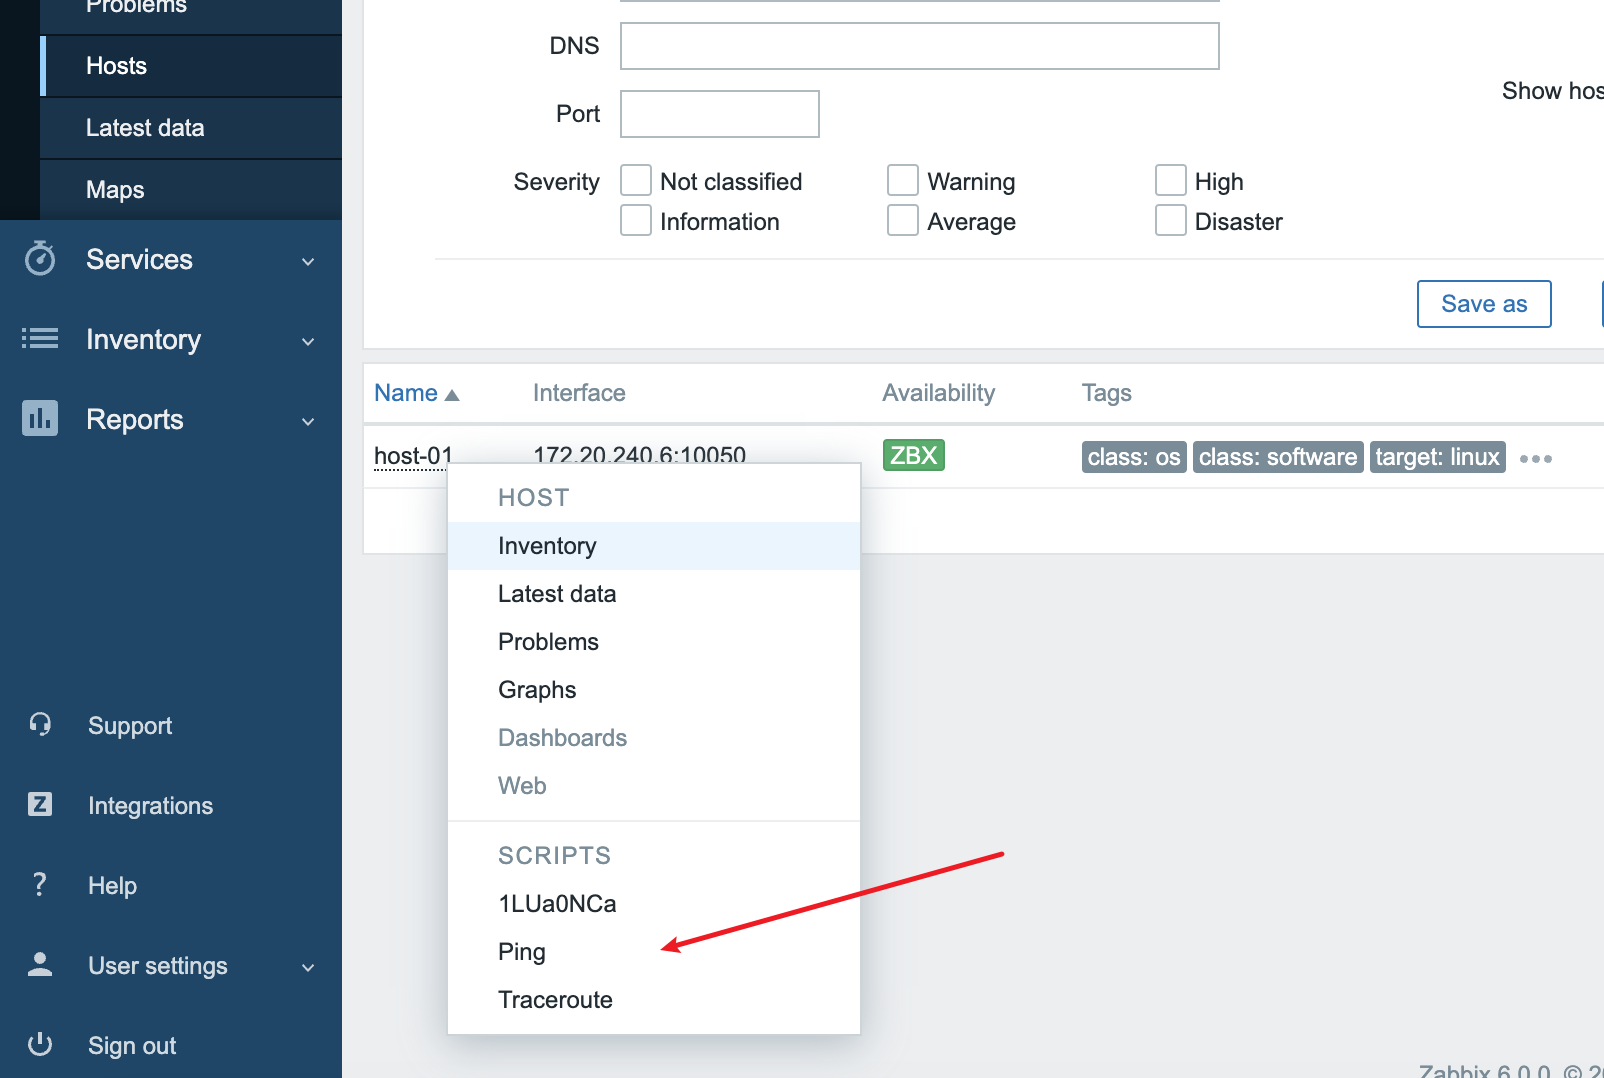 Problems
Hosts
Latest data
Maps
Services
Inventory
Reports
Support
Integrations
Help
User settings
Sign out
DNS
Port
Show hos
Severity
Not classified
Warning
High
Information
Average
Disaster
Save as
Name
Interface
Availability
Tags
host-01
172.20.240.6:10050
ZBX
class: os
class: software
target: linux
HOST
Inventory
Latest data
Problems
Graphs
Dashboards
Web
SCRIPTS
1LUa0NCa
Ping
Traceroute
Zabbix 6.0.0. © 20